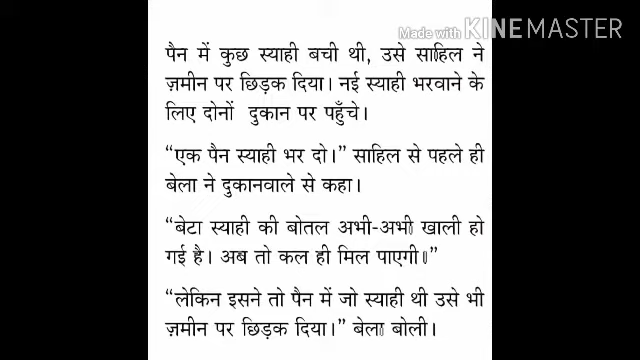 Made with KINEMASTER
पैन में कुछ स्याही बची थी, उसे साहिल ने
ज़मीन पर छिड़क दिया। नई स्याही भरवाने के
लिए दोनों दुकान पर पहुँचे।
“एक पैन स्याही भर दो।” साहिल से पहले ही
बेला ने दुकानवाले से कहा।
“बेटा स्याही की बोतल अभी-अभी खाली हो
गई है। अब तो कल ही मिल पाएगी।”
“लेकिन इसने तो पैन में जो स्याही थी उसे भी
ज़मीन पर छिड़क दिया।” बेला बोली।